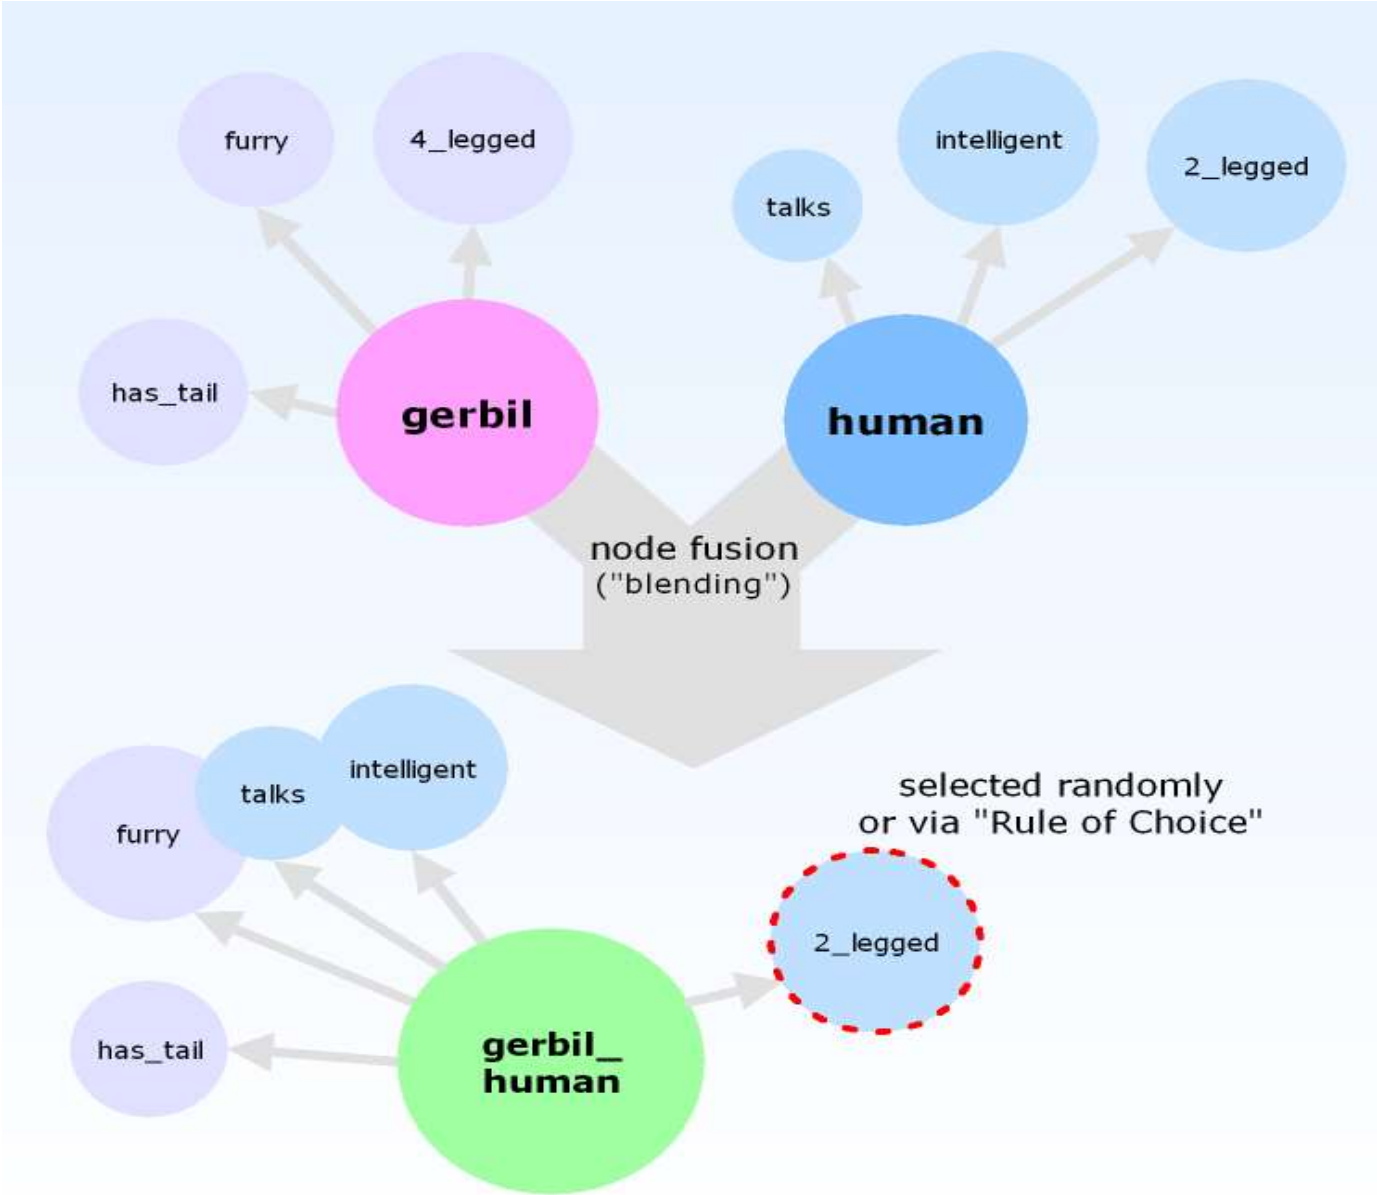 furry
4_legged
talks
intelligent
2_legged
has_tail
gerbil
human
node fusion
("blending")
furry
talks
intelligent
selected randomly
or via "Rule of Choice"
2_legged
has_tail
gerbil_
human